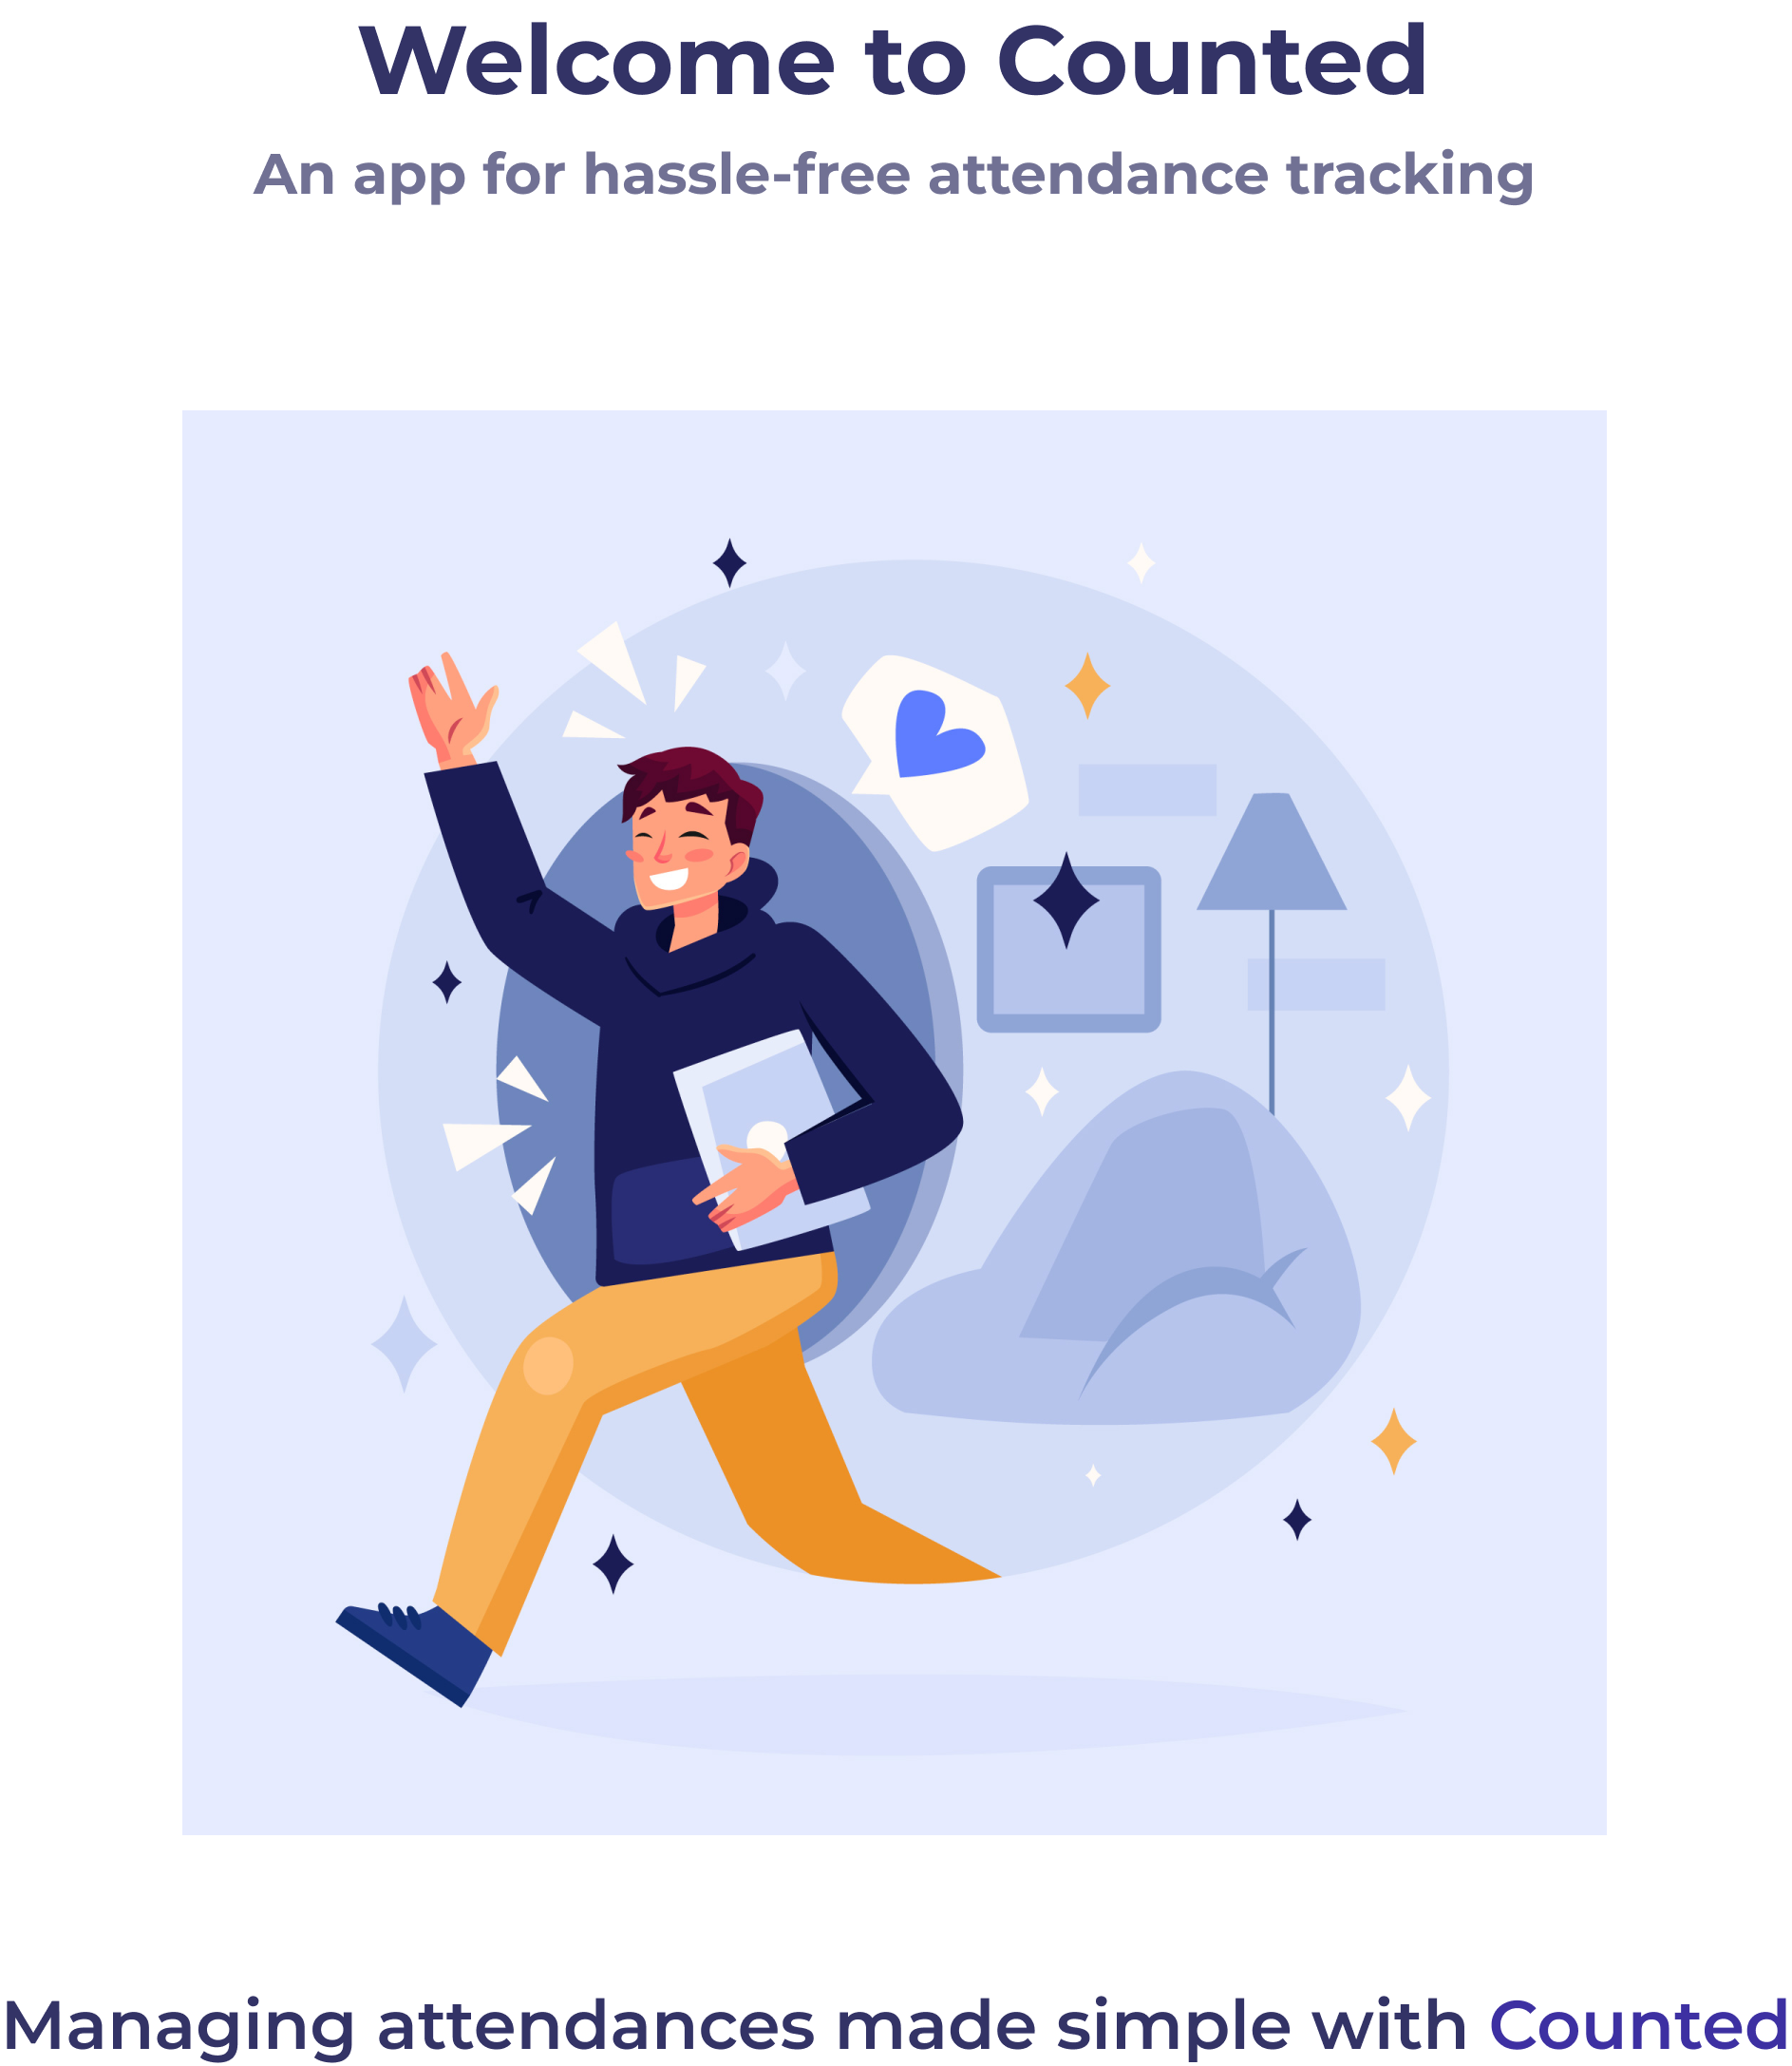 Welcome to Counted
An app for hassle-free attendance tracking
Managing attendances made simple with Counted